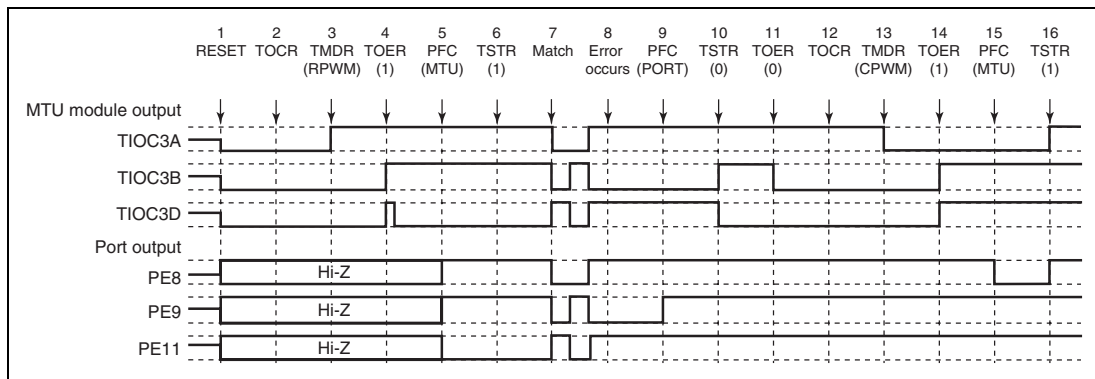 1 2 3 4 5 6 7 8 9 10 11 12 13 14 15 16
RESET TOCR TMDR TOER PFC TSTR Match Error PFC TSTR TOER TOCR TMDR TOER PFC TSTR
(RPWM) (1) (MTU) (1) occurs (PORT) (0) (0) (CPWM) (1) (MTU) (1)
MTU module output
TIOC3A
TIOC3B
TIOC3D
Port output
PE8 Hi-Z
PE9 Hi-Z
PE11 Hi-Z